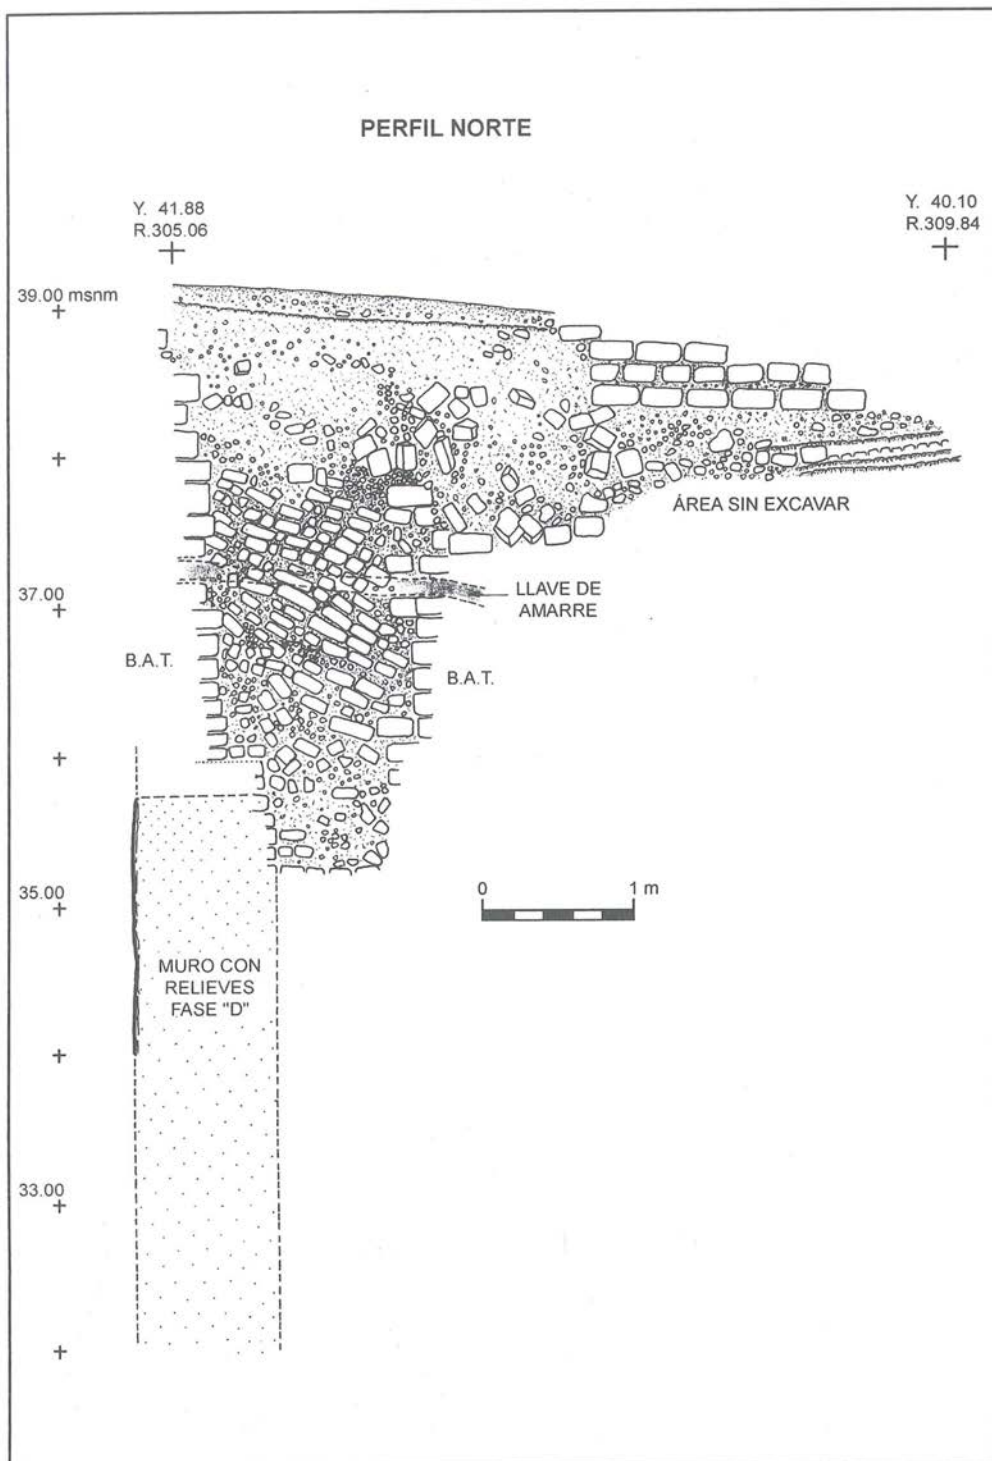 PERFIL NORTE
Y. 41.88
R.305.06
Y. 40.10
R.309.84
39.00 msnm
ÁREA SIN EXCAVAR
LLAVE DE
AMARRE
37.00
B.A.T.
B.A.T.
35.00
0 1 m
MURO CON
RELIEVES
FASE "D"
33.00